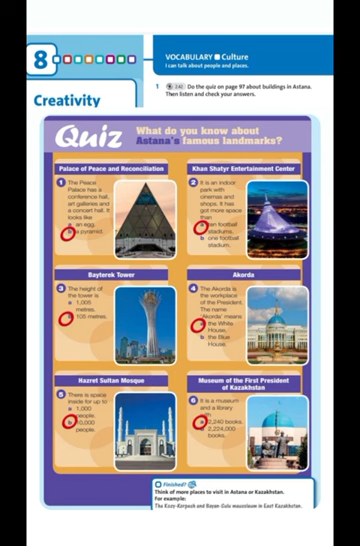 8
VOCABULARY ■ Culture
I can talk about people and places.
Creativity
1 2.42 Do the quiz on page 97 about buildings in Astana.
Then listen and check your answers.
Quiz
What do you know about
Astana's famous landmarks?
Palace of Peace and Reconciliation
1 The Peace
Palace has a
conference hall,
art galleries and
a concert hall. It
looks like
a an egg.
a pyramid.
Khan Shatyr Entertainment Center
2 It is an indoor
park with
cinemas and
shops. It has
got more space
than
ten football
stadiums.
b one football
stadium.
Bayterek Tower
3 The height of
the tower is
a 1,005
metres.
105 metres.
Akorda
4 The Akorda is
the workplace
of the President.
The name
'Akorda' means
the White
House.
b the Blue
House.
Hazret Sultan Mosque
5 There is space
inside for up to
a 1,000
people.
10,000
people.
Museum of the First President
of Kazakhstan
6 It is a museum
and a library
with
2,240 books.
b 2,224,000
books.
Finished?
Think of more places to visit in Astana or Kazakhstan.
For example:
The Kozy-Korpesh and Bayan-Sulu mausoleum in East Kazakhstan.